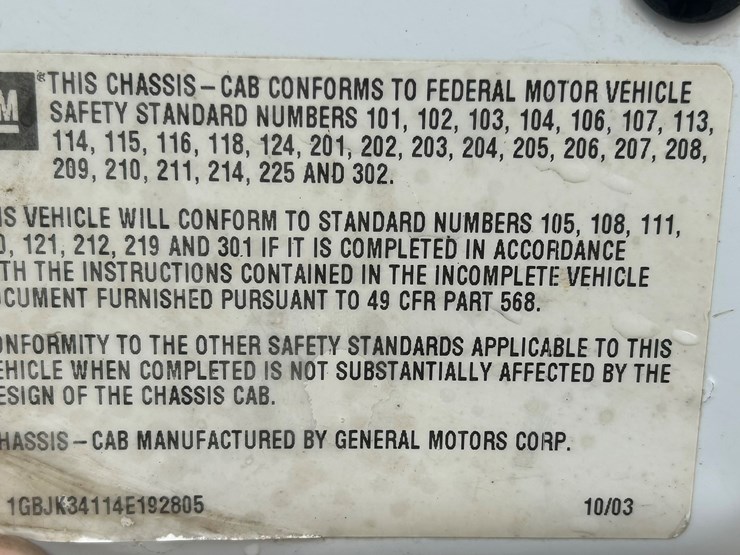 M *THIS CHASSIS – CAB CONFORMS TO FEDERAL MOTOR VEHICLE
SAFETY STANDARD NUMBERS 101, 102, 103, 104, 106, 107, 113,
114, 115, 116, 118, 124, 201, 202, 203, 204, 205, 206, 207, 208,
209, 210, 211, 214, 225 AND 302.
IS VEHICLE WILL CONFORM TO STANDARD NUMBERS 105, 108, 111,
0, 121, 212, 219 AND 301 IF IT IS COMPLETED IN ACCORDANCE
TH THE INSTRUCTIONS CONTAINED IN THE INCOMPLETE VEHICLE
CUMENT FURNISHED PURSUANT TO 49 CFR PART 568.
NFORMITY TO THE OTHER SAFETY STANDARDS APPLICABLE TO THIS
EHICLE WHEN COMPLETED IS NOT SUBSTANTIALLY AFFECTED BY THE
ESIGN OF THE CHASSIS CAB.
HASSIS – CAB MANUFACTURED BY GENERAL MOTORS CORP.
1GBJK34114E192805 10/03